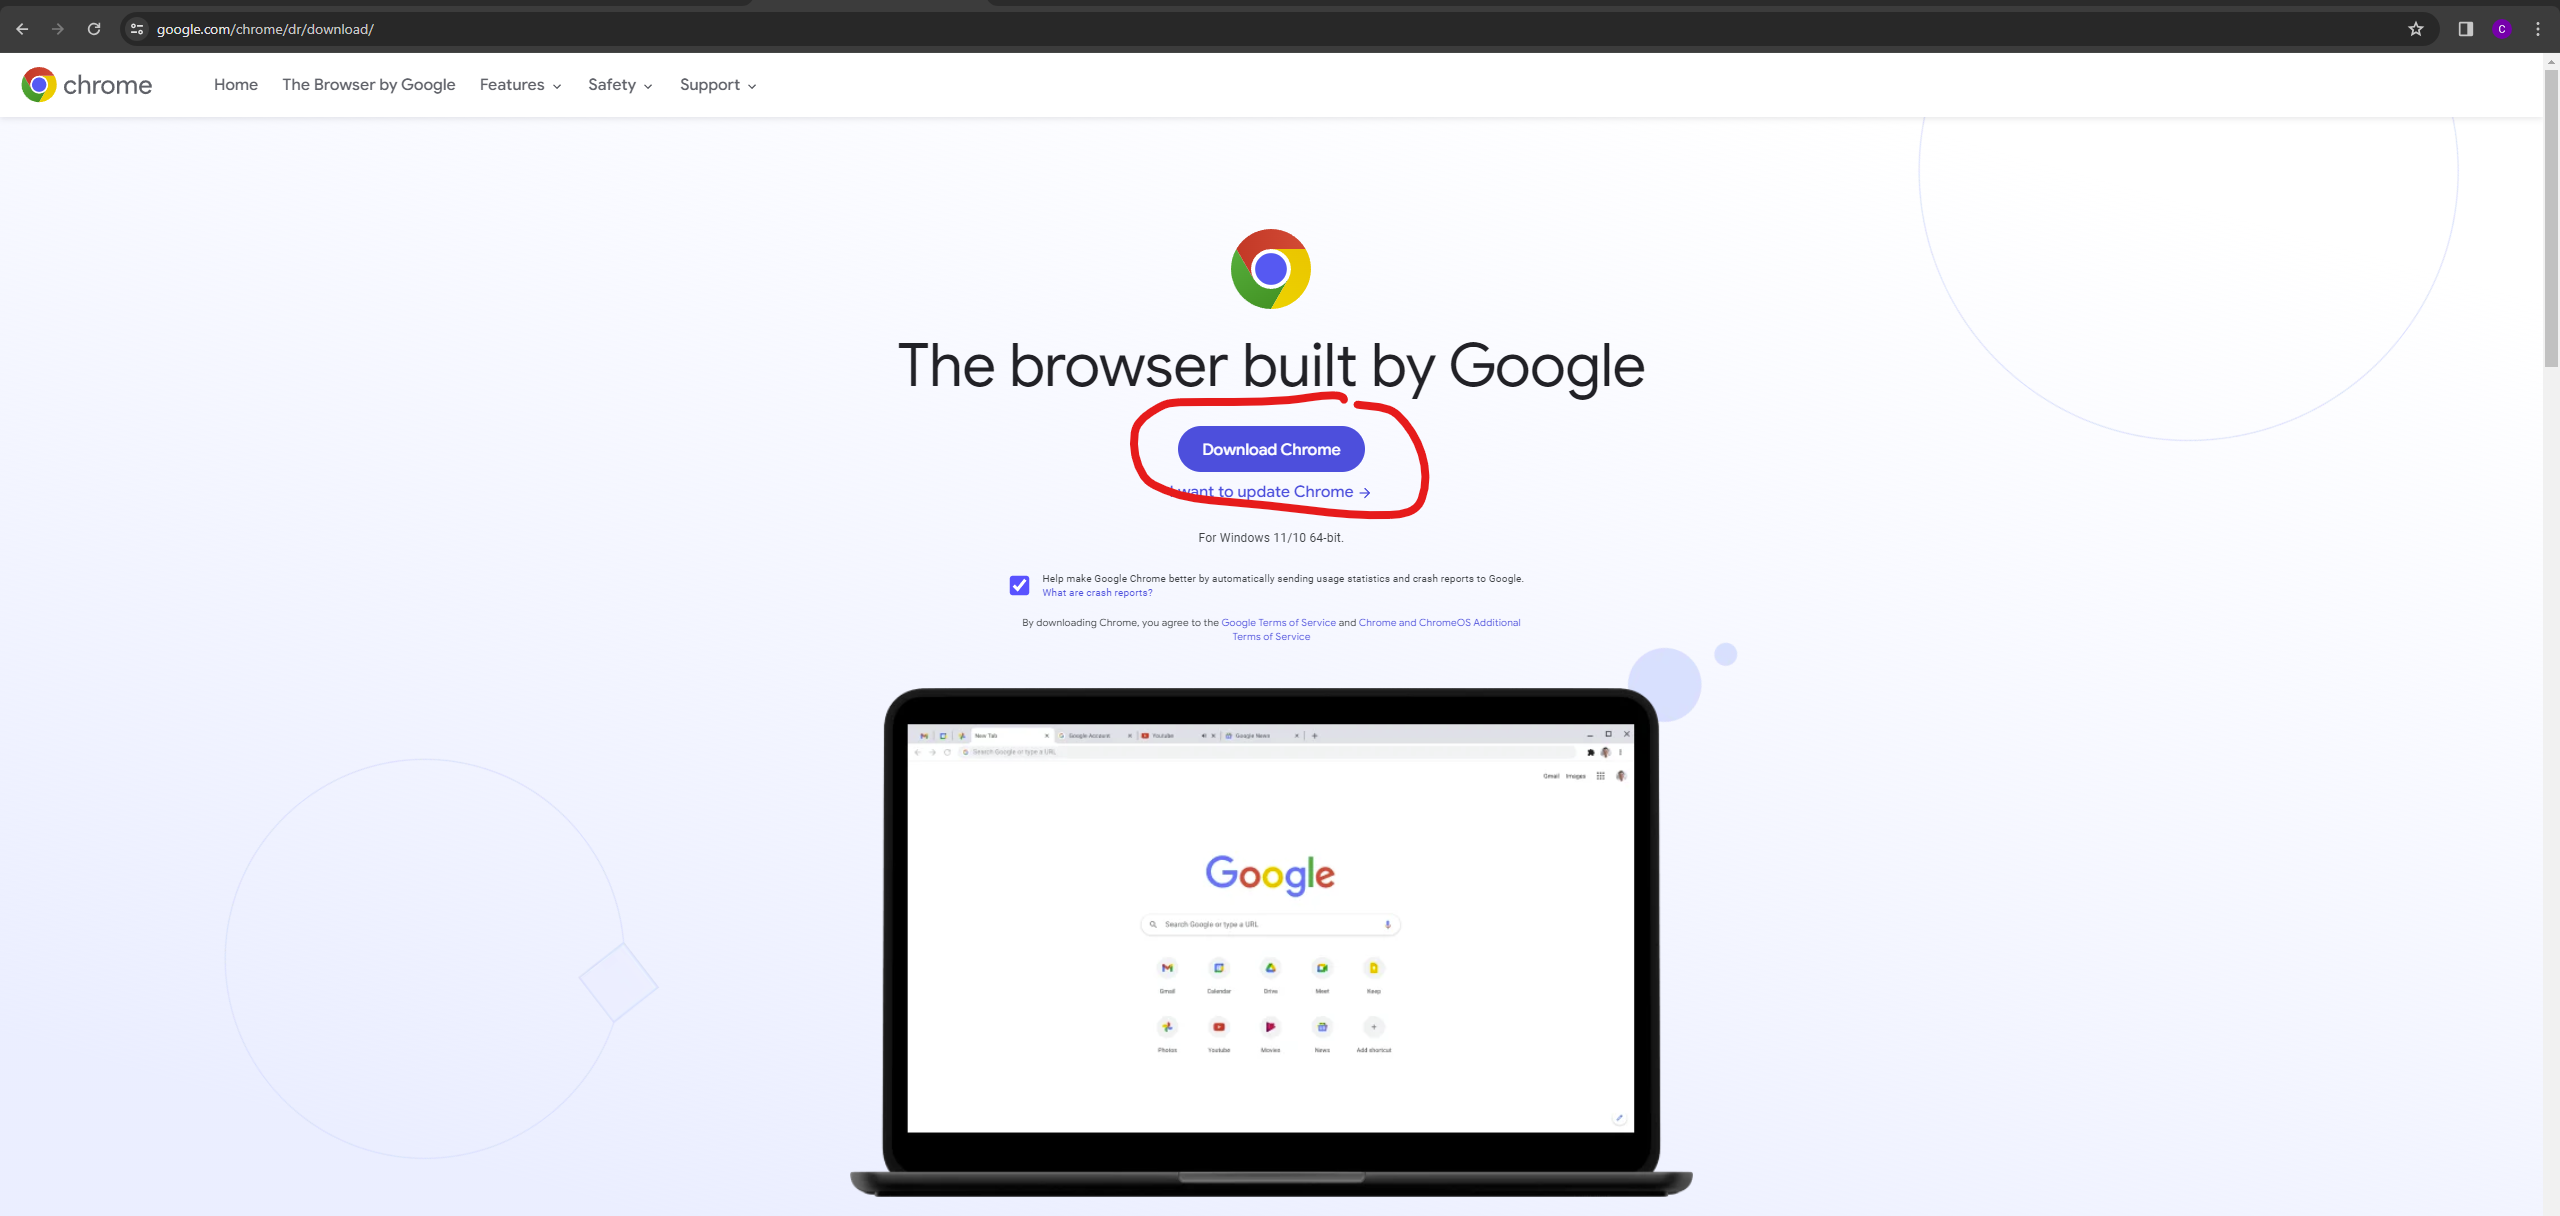 google.com/chrome/dr/download/
C
chrome
Home
The Browser by Google
Features
Safety
Support
The browser built by Google
Download Chrome
I want to update Chrome →
For Windows 11/10 64-bit.
Help make Google Chrome better by automatically sending usage statistics and crash reports to Google.
What are crash reports?
By downloading Chrome, you agree to the Google Terms of Service and Chrome and ChromeOS Additional
Terms of Service
New Tab
Google Account
Youtube
Google News
Search Google or type a URL
Gmail Images
Google
Search Google or type a URL
Gmail Calendar Drive Meet Keep
Photos Youtube Movies News Add shortcut